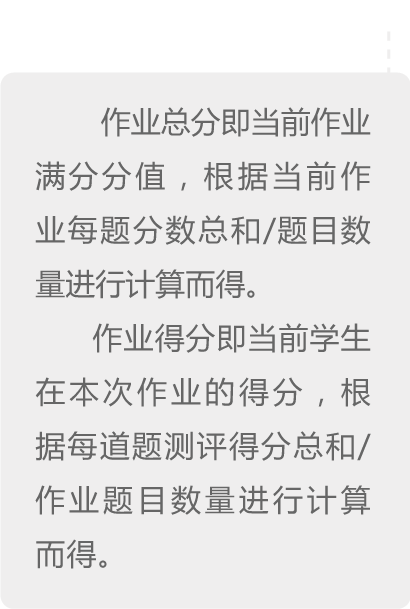 作业总分即当前作业
满分分值，根据当前作
业每题分数总和/题目数
量进行计算而得。
作业得分即当前学生
在本次作业的得分，根
据每道题测评得分总和/
作业题目数量进行计算
而得。